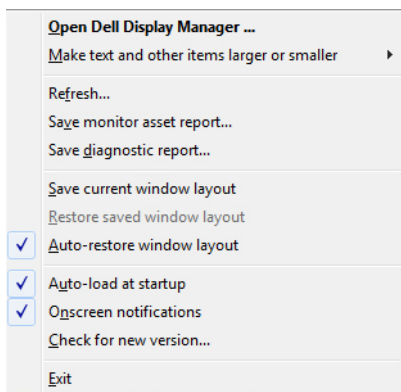 Open Dell Display Manager ...
Make text and other items larger or smaller
Refresh...
Save monitor asset report...
Save diagnostic report...
Save current window layout
Restore saved window layout
Auto-restore window layout
Auto-load at startup
Onscreen notifications
Check for new version...
Exit